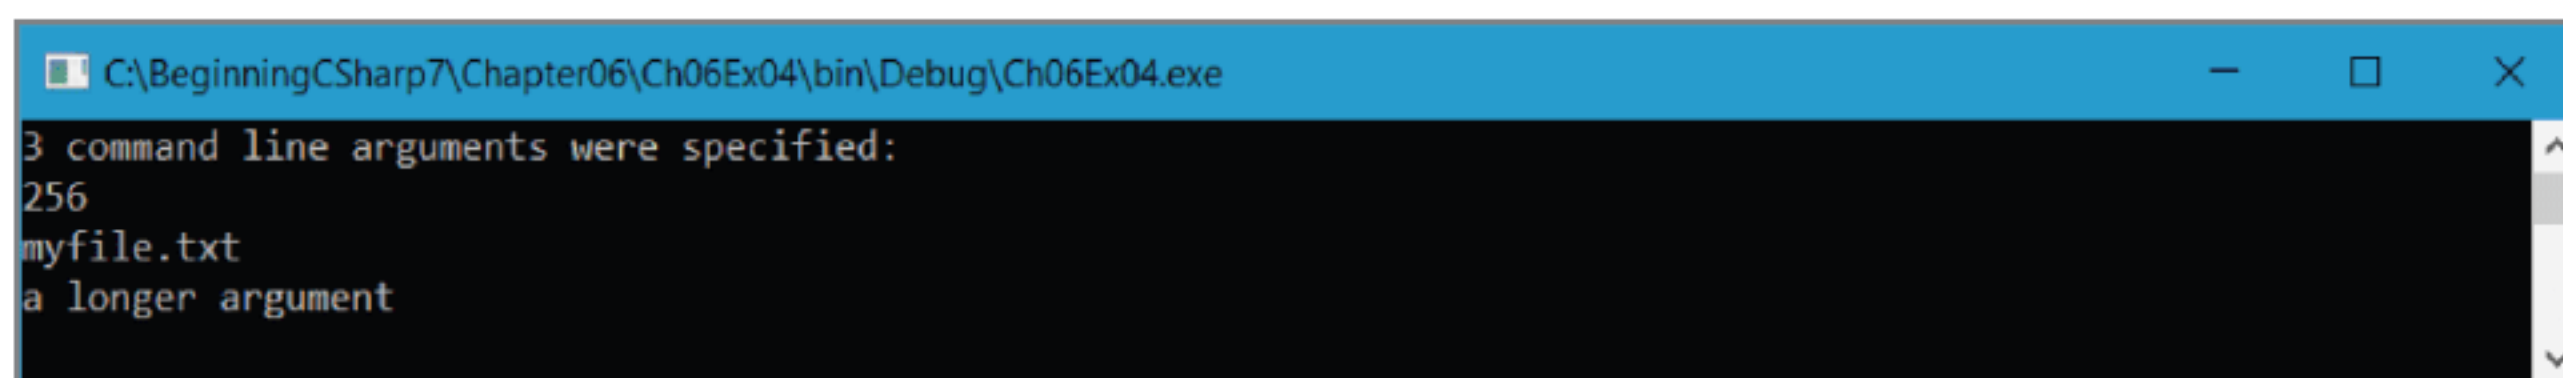 C:\BeginningCSharp7\Chapter06\Ch06Ex04\bin\Debug\Ch06Ex04.exe
3 command line arguments were specified:
256
myfile.txt
a longer argument